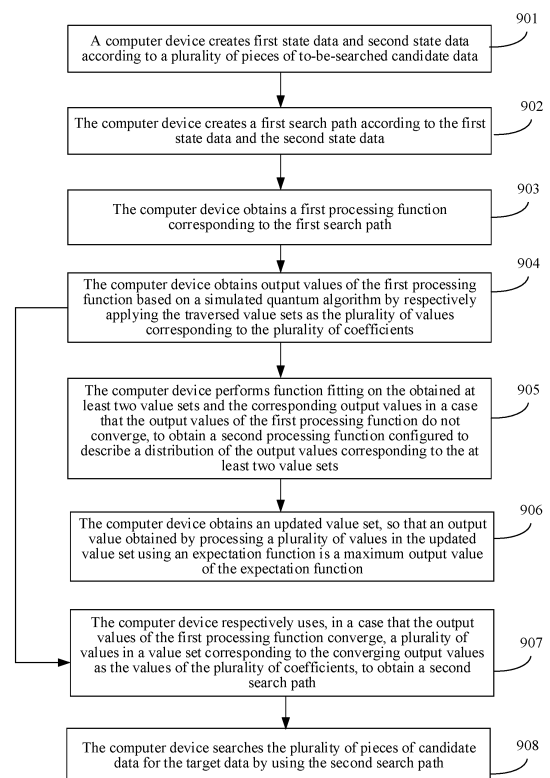 901
A computer device creates first state data and second state data
according to a plurality of pieces of to-be-searched candidate data
902
The computer device creates a first search path according to the first
state data and the second state data
903
The computer device obtains a first processing function
corresponding to the first search path
904
The computer device obtains output values of the first processing
function based on a simulated quantum algorithm by respectively
applying the traversed value sets as the plurality of values
corresponding to the plurality of coefficients
905
The computer device performs function fitting on the obtained at
least two value sets and the corresponding output values in a case
that the output values of the first processing function do not
converge, to obtain a second processing function configured to
describe a distribution of the output values corresponding to the at
least two value sets
906
The computer device obtains an updated value set, so that an output
value obtained by processing a plurality of values in the updated
value set using an expectation function is a maximum output value
of the expectation function
907
The computer device respectively uses, in a case that the output
values of the first processing function converge, a plurality of
values in a value set corresponding to the converging output values
as the values of the plurality of coefficients, to obtain a second
search path
908
The computer device searches the plurality of pieces of candidate
data for the target data by using the second search path